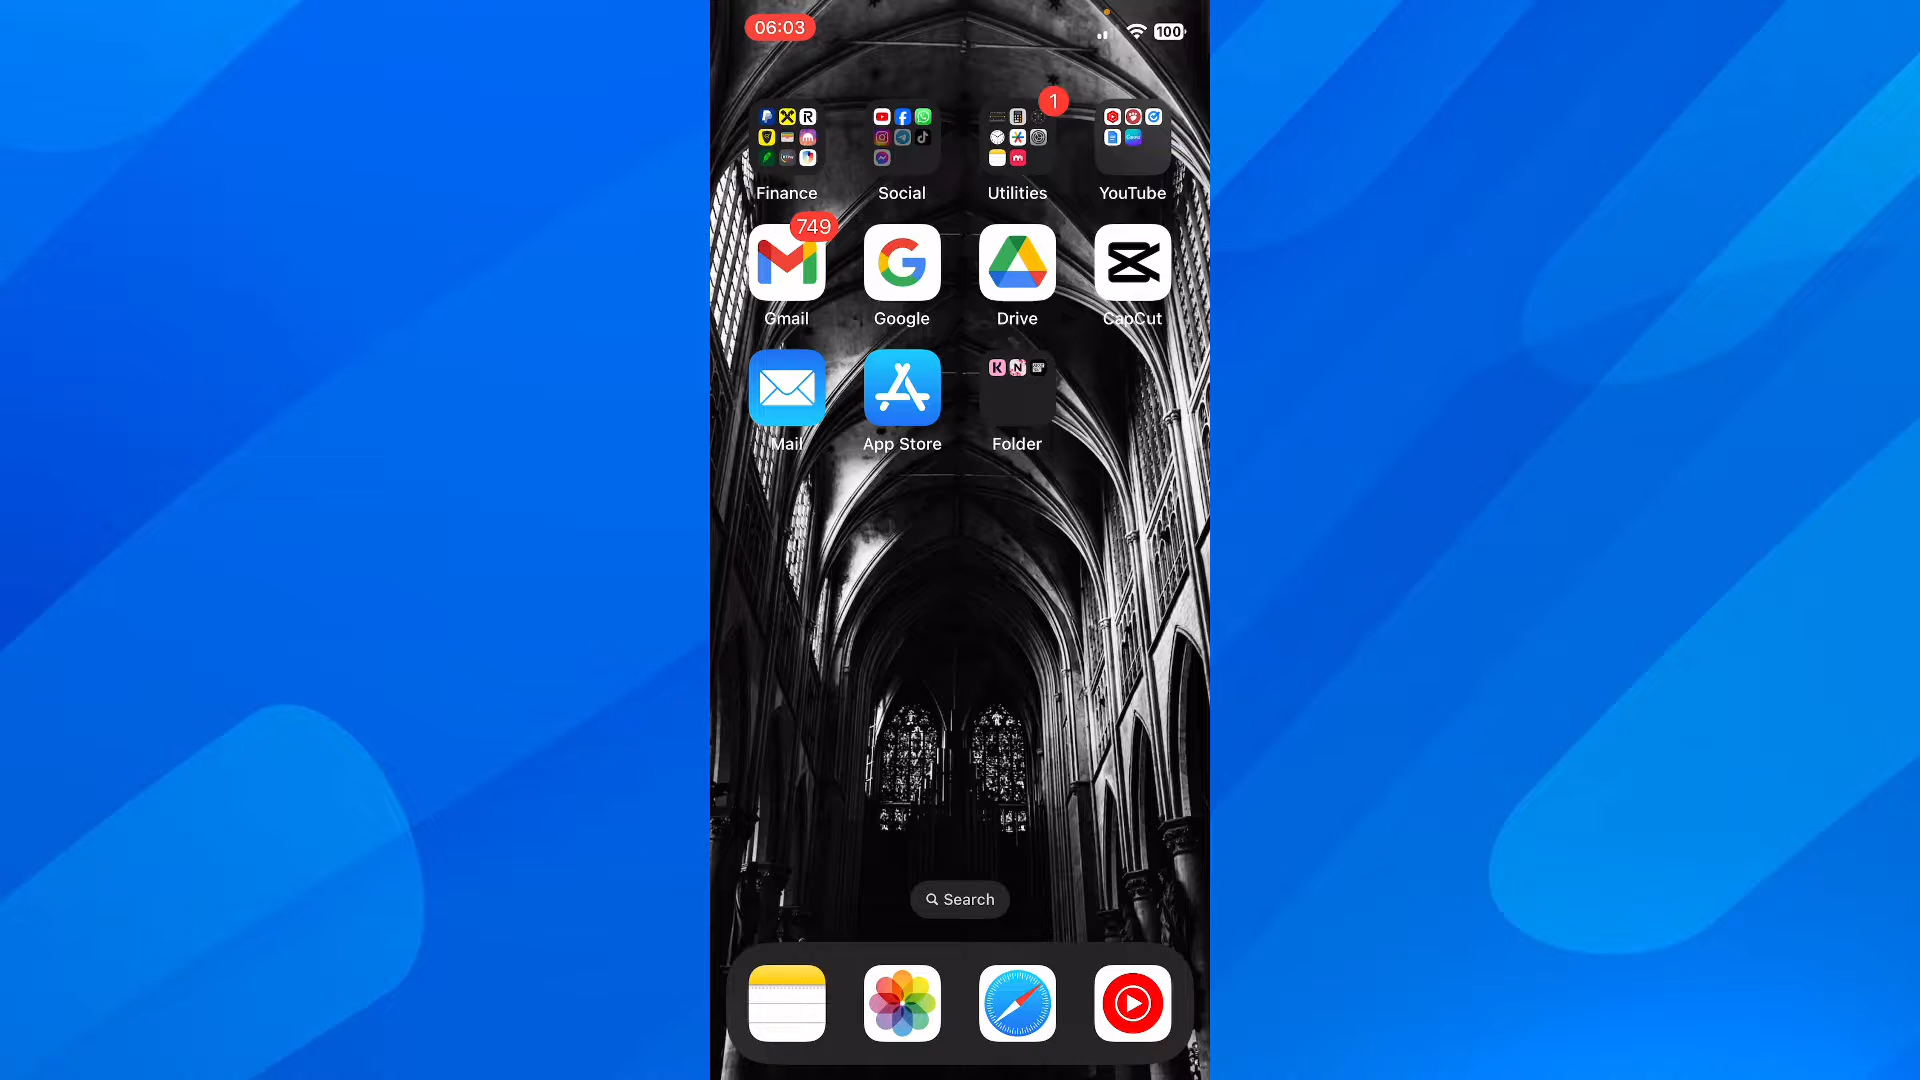 06:03
100
1
Finance
Social
Utilities
YouTube
749
Gmail
Google
Drive
CapCut
Mail
App Store
K N
Folder
Search